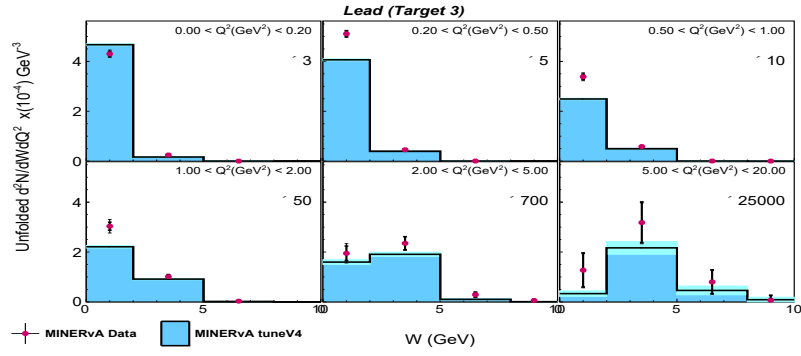 Lead (Target 3)
0.00 < Q²(GeV²) < 0.20
0.20 < Q²(GeV²) < 0.50
0.50 < Q²(GeV²) < 1.00
´ 3
´ 5
´ 10
4
2
0
1.00 < Q²(GeV²) < 2.00
2.00 < Q²(GeV²) < 5.00
5.00 < Q²(GeV²) < 20.00
´ 50
´ 700
´ 25000
4
2
0
0 5 10
0 5 10
0 5 10
Unfolded d²N/dWdQ² x(10⁻⁴) GeV⁻³
W (GeV)
MINERvA Data
MINERvA tuneV4